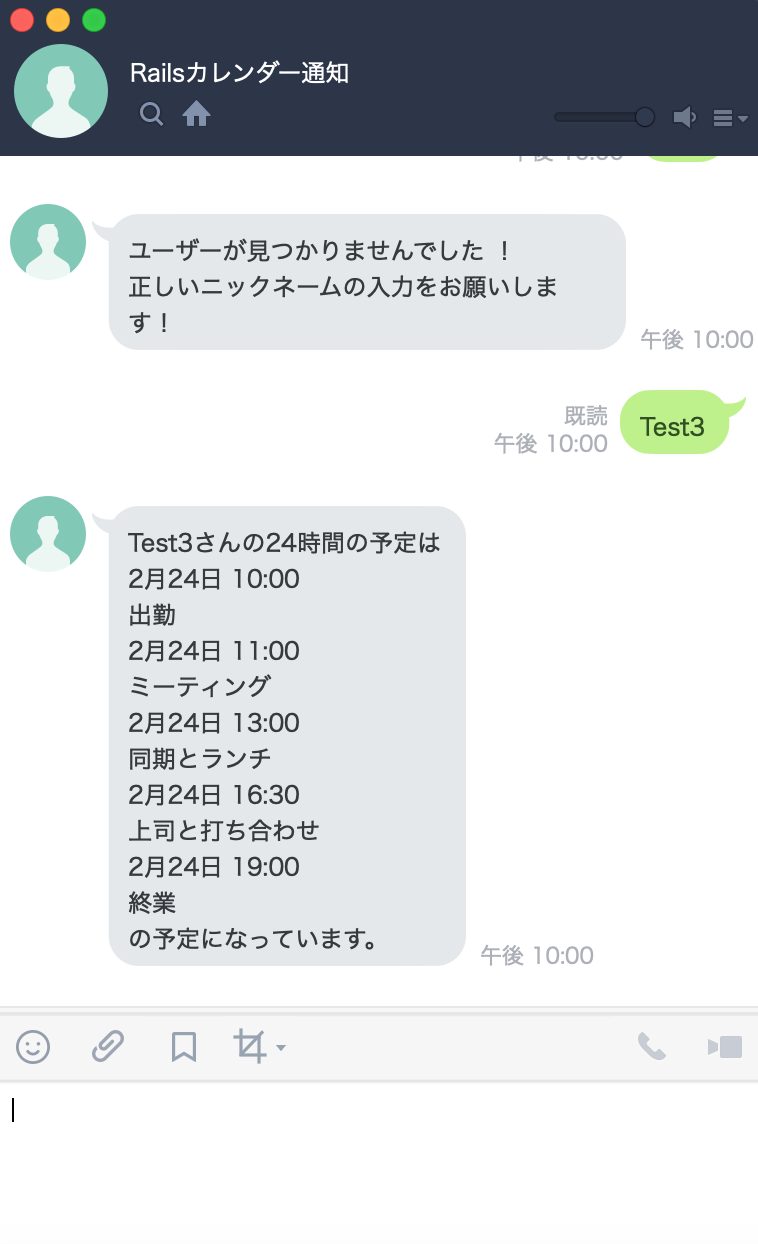 Railsカレンダー通知
ユーザーが見つかりませんでした ！
正しいニックネームの入力をお願いしま
す！
午後 10:00
既読
午後 10:00
Test3
Test3さんの24時間の予定は
2月24日 10:00
出勤
2月24日 11:00
ミーティング
2月24日 13:00
同期とランチ
2月24日 16:30
上司と打ち合わせ
2月24日 19:00
終業
の予定になっています。
午後 10:00